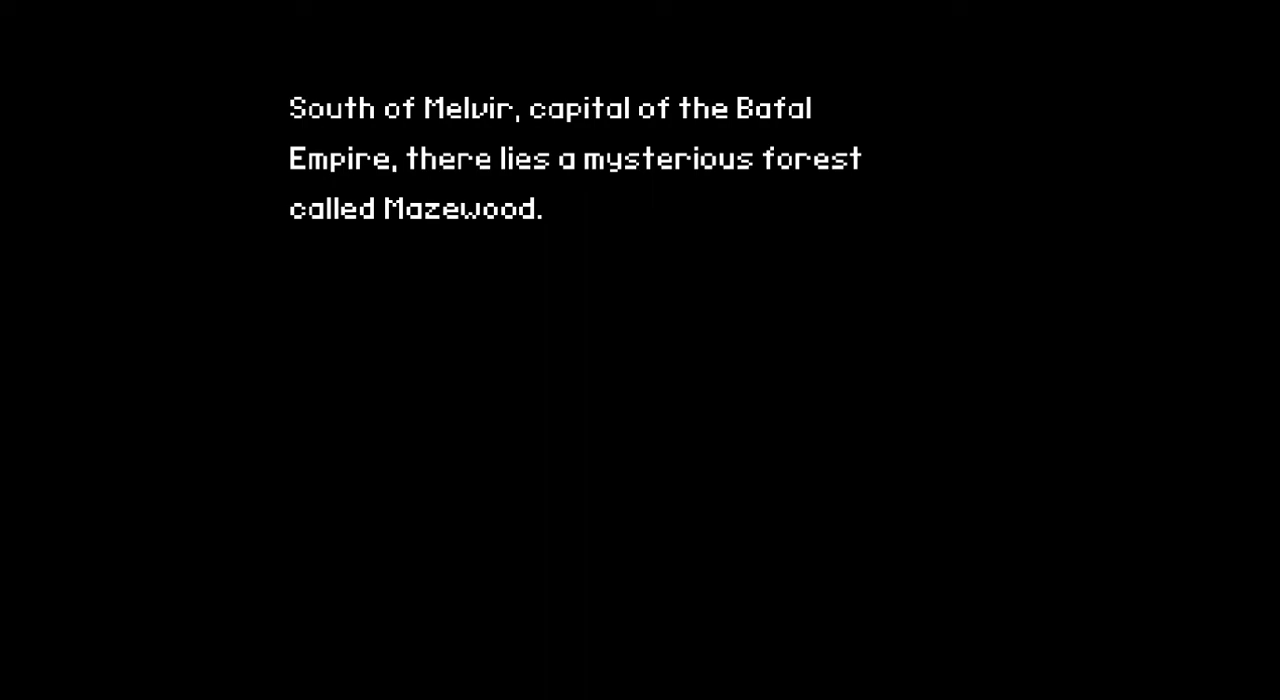 South of Melvir, capital of the Bafal
Empire, there lies a mysterious forest
called Mazewood.